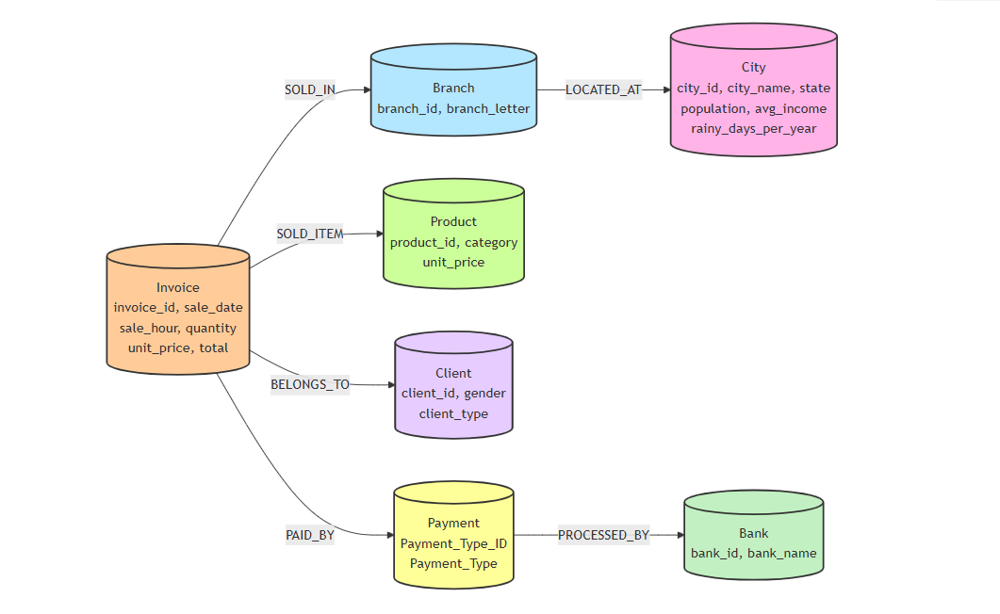 SOLD_IN
Branch
branch_id, branch_letter
LOCATED_AT
City
city_id, city_name, state
population, avg_income
rainy_days_per_year
SOLD_ITEM
Product
product_id, category
unit_price
Invoice
invoice_id, sale_date
sale_hour, quantity
unit_price, total
BELONGS_TO
Client
client_id, gender
client_type
PAID_BY
Payment
Payment_Type_ID
Payment_Type
PROCESSED_BY
Bank
bank_id, bank_name